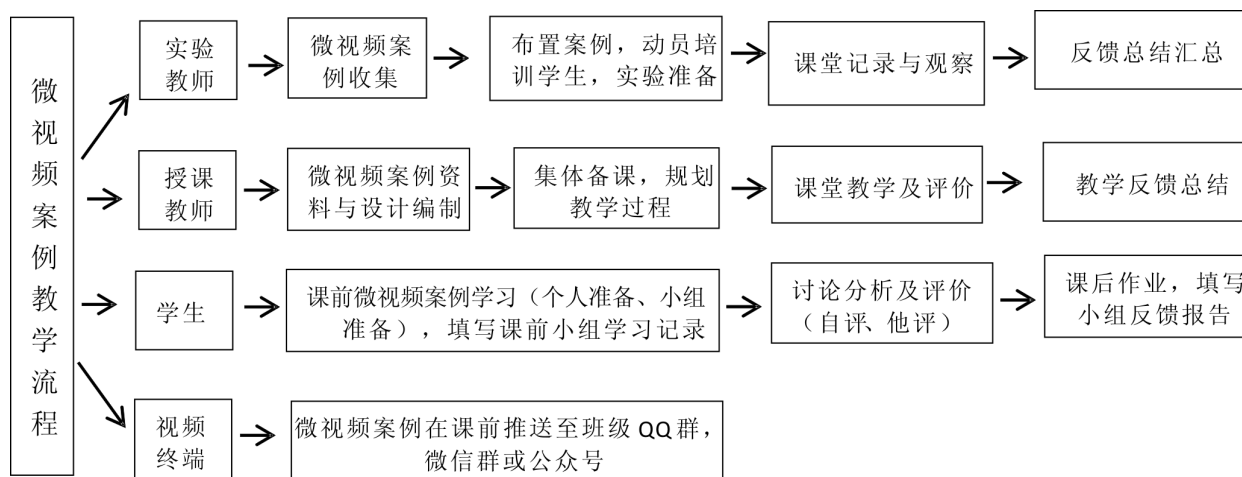 微视频案例教学流程
实验
教师
微视频案
例收集
布置案例，动员培
训学生，实验准备
课堂记录与观察
反馈总结汇总
授课
教师
微视频案例资
料与设计编制
集体备课，规划
教学过程
课堂教学及评价
教学反馈总结
学生
课前微视频案例学习（个人准备、小组
准备），填写课前小组学习记录
讨论分析及评价
（自评、他评）
课后作业，填写
小组反馈报告
视频
终端
微视频案例在课前推送至班级 QQ 群，
微信群或公众号